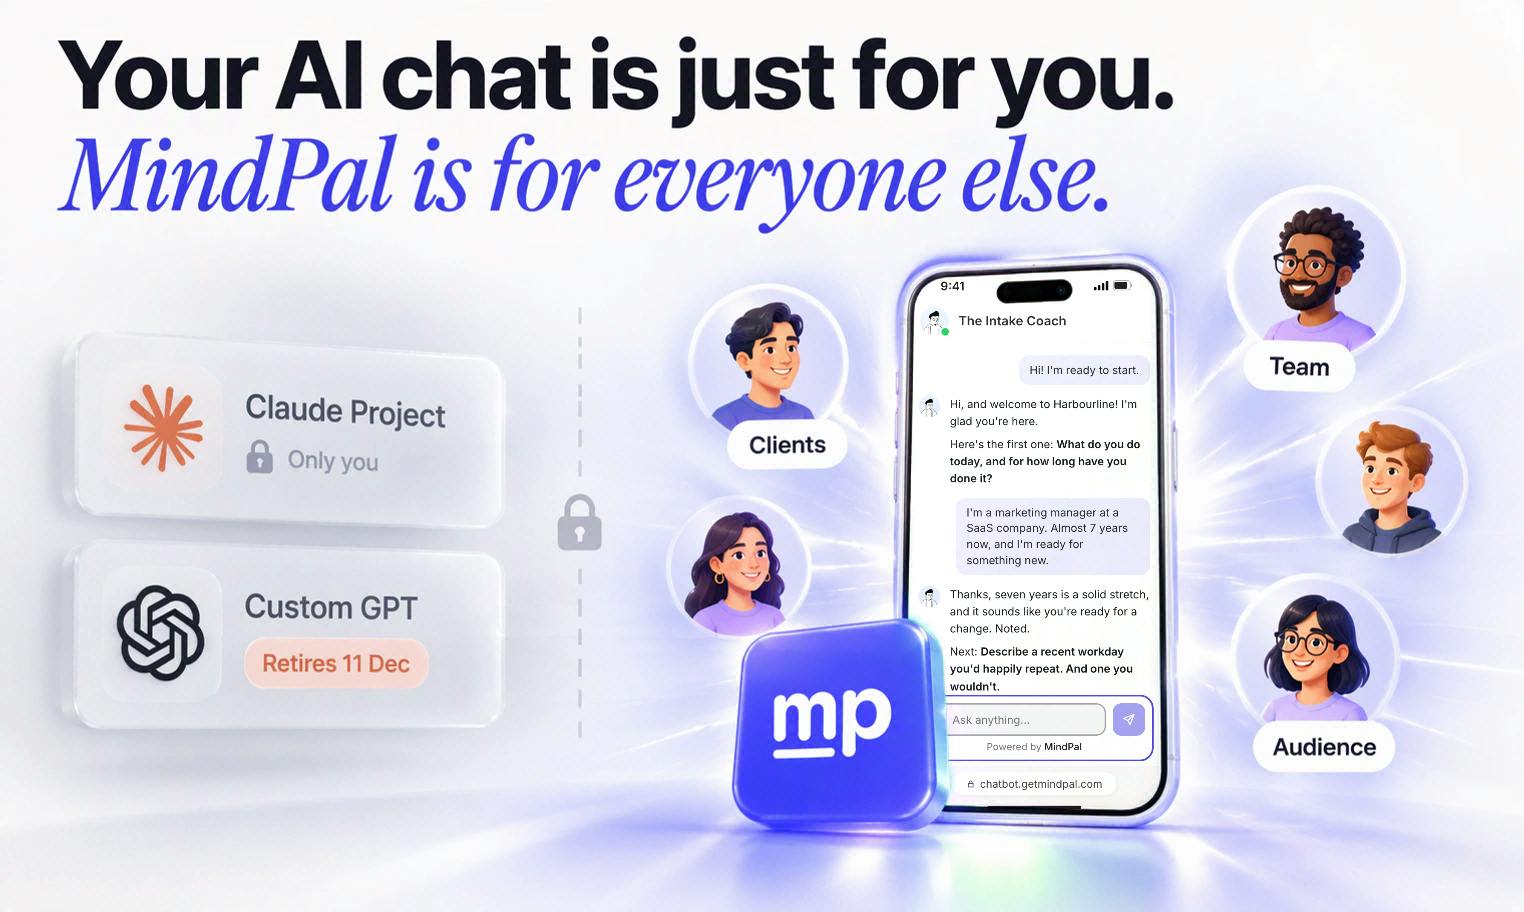 Your AI chat is just for you.
MindPal is for everyone else.
Claude Project
Only you
Custom GPT
Retires 11 Dec
Clients
mp
9:41
The Intake Coach
Hi! I'm ready to start.
Hi, and welcome to Harbourline! I'm
glad you're here.
Here's the first one: What do you do
today, and for how long have you
done it?
I'm a marketing manager at a
SaaS company. Almost 7 years
now, and I'm ready for
something new.
Thanks, seven years is a solid stretch,
and it sounds like you're ready for a
change. Noted.
Next: Describe a recent workday
you'd happily repeat. And one you
wouldn't.
Ask anything...
Powered by MindPal
chatbot.getmindpal.com
Team
Audience